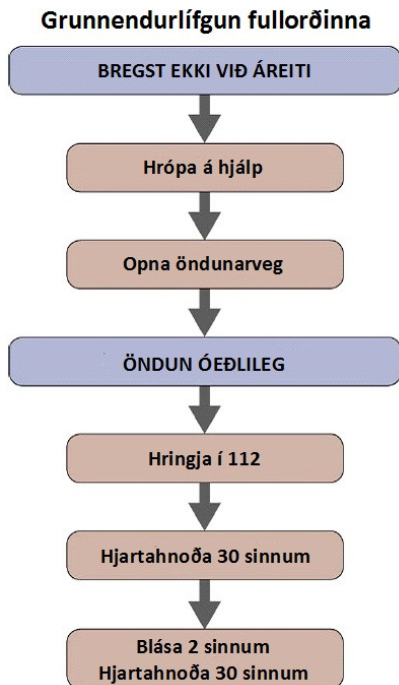 Grunnendurlífgun fullorðinna
BREGST EKKI VIÐ ÁREITI
Hrópa á hjálp
Opna öndunarveg
ÖNDUN ÓEÐLILEG
Hringja í 112
Hjartahnoða 30 sinnum
Blása 2 sinnum
Hjartahnoða 30 sinnum